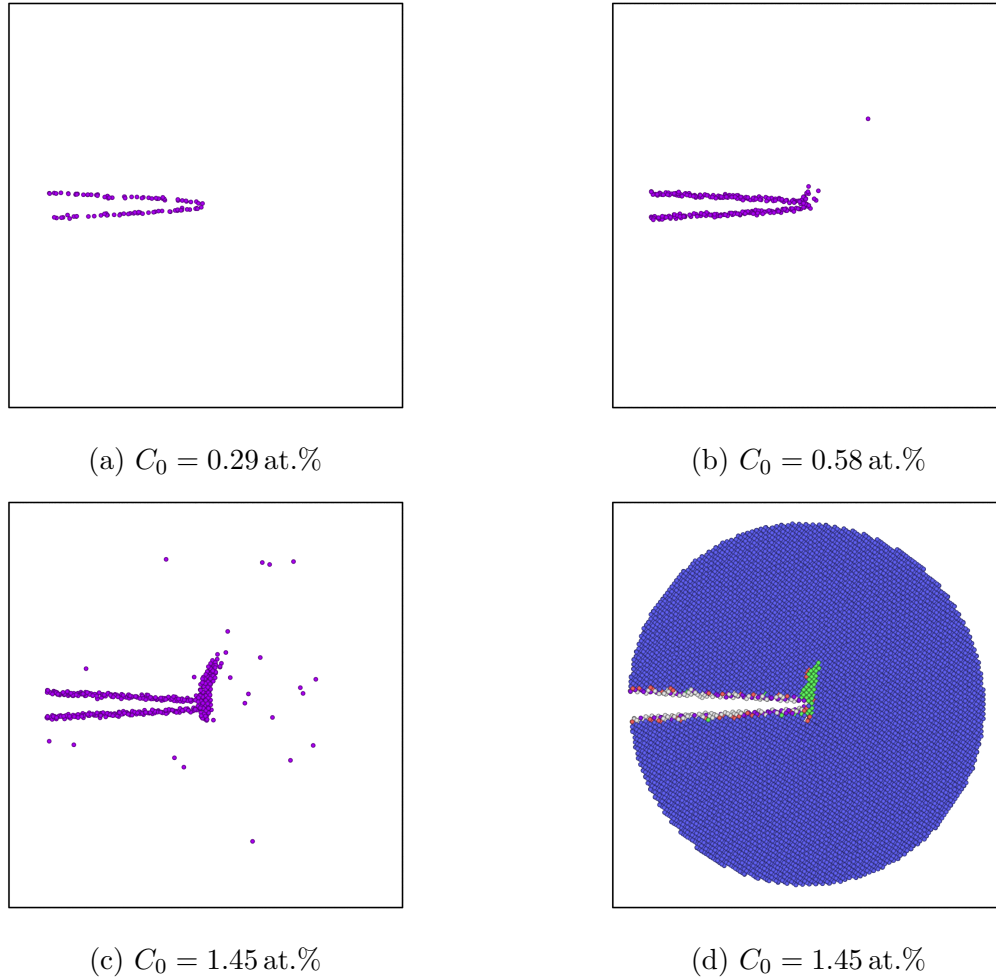 (a) C₀ = 0.29 at.%
(b) C₀ = 0.58 at.%
(c) C₀ = 1.45 at.%
(d) C₀ = 1.45 at.%